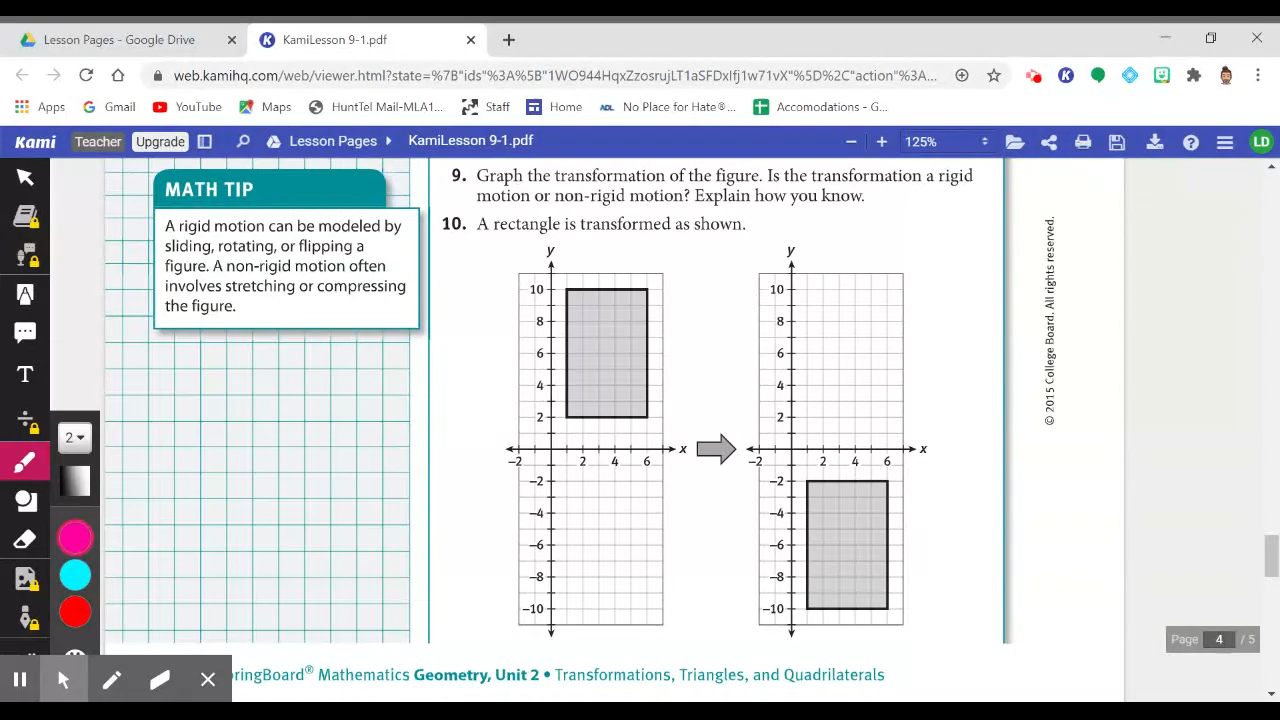 Lesson Pages - Google Drive
KamiLesson 9-1.pdf
web.kamihq.com/web/viewer.html?state=%7B"ids"%3A%5B"1WO944HqxZzosrujLT1aSFDxIfj1w71vX"%5D%2C"action"%3A...
Apps
Gmail
YouTube
Maps
HuntTel Mail-MLA1...
Staff
Home
ADL
No Place for Hate!...
Accomodations - G...
Kami
Teacher
Upgrade
Lesson Pages
KamiLesson 9-1.pdf
125%
LD
MATH TIP
A rigid motion can be modeled by
sliding, rotating, or flipping a
figure. A non-rigid motion often
involves stretching or compressing
the figure.
9. Graph the transformation of the figure. Is the transformation a rigid
motion or non-rigid motion? Explain how you know.
10. A rectangle is transformed as shown.
y
10
8
6
4
2
−2
2
4
6
x
−2
−4
−6
−8
−10
y
10
8
6
4
2
−2
2
4
6
x
−2
−4
−6
−8
−10
© 2015 College Board. All rights reserved.
2
Page 4 / 5
ringBoard® Mathematics Geometry, Unit 2 • Transformations, Triangles, and Quadrilaterals